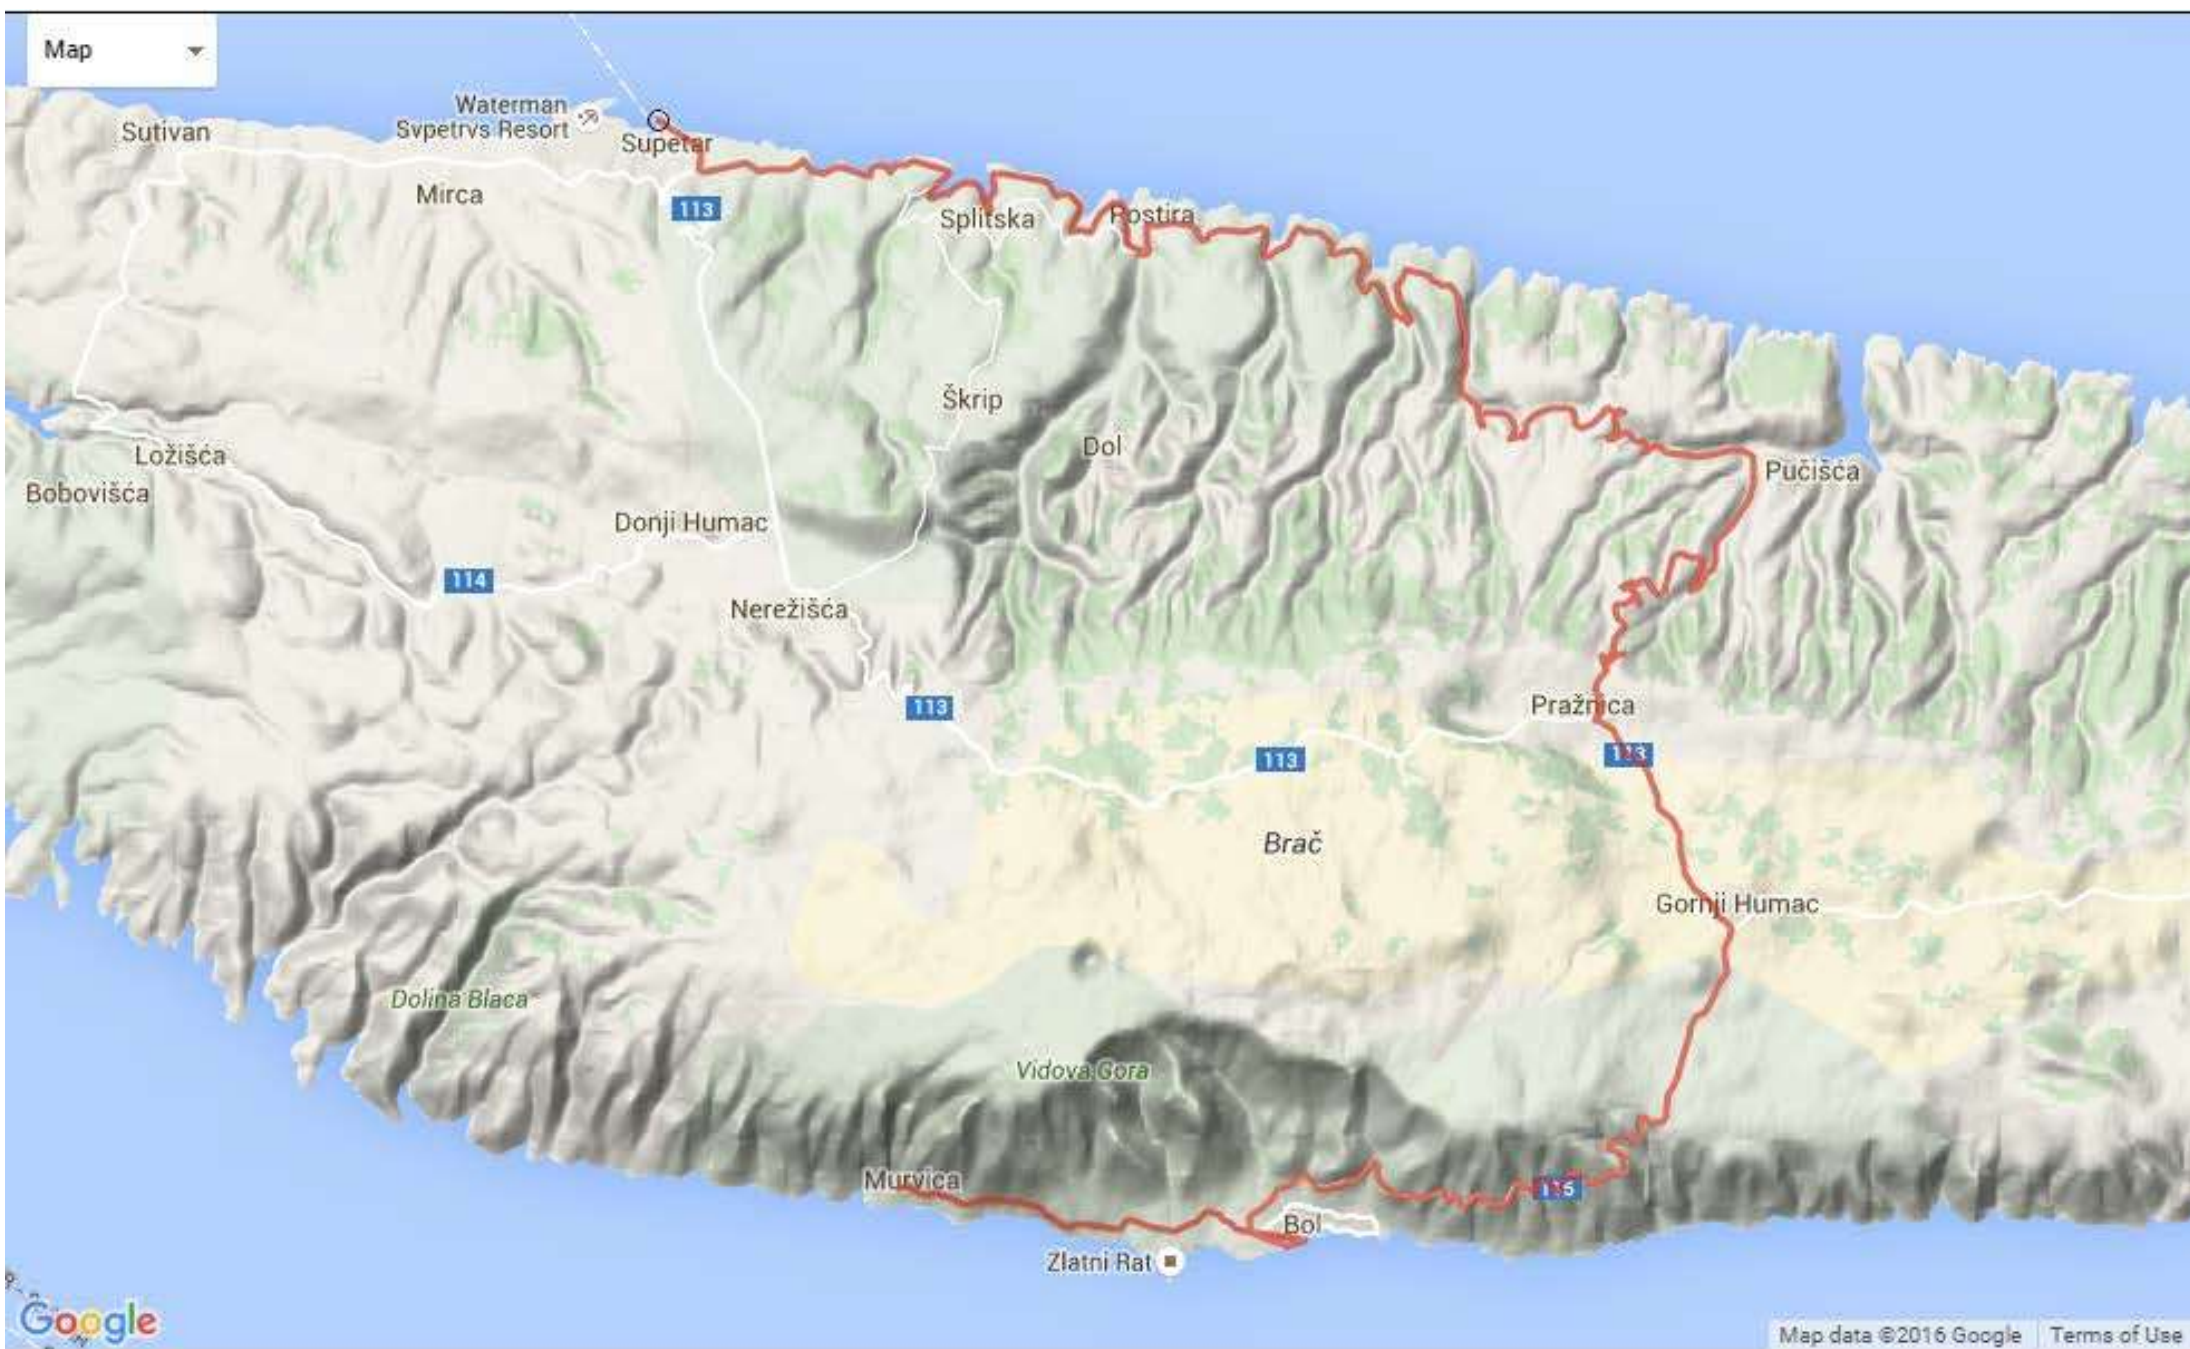 Map
Waterman
Svpetrvs Resort
Supetar
Sutivan
Mirca
113
Splitska
Postira
Škrip
Dol
Ložišća
Bobovišća
Pučišća
Donji Humac
114
Nerežišća
113
Pražnica
113
113
Brač
Gornji Humac
Dolina Blaca
Vidova Gora
Murvica
115
Bol
Zlatni Rat
Google
Map data ©2016 Google
Terms of Use